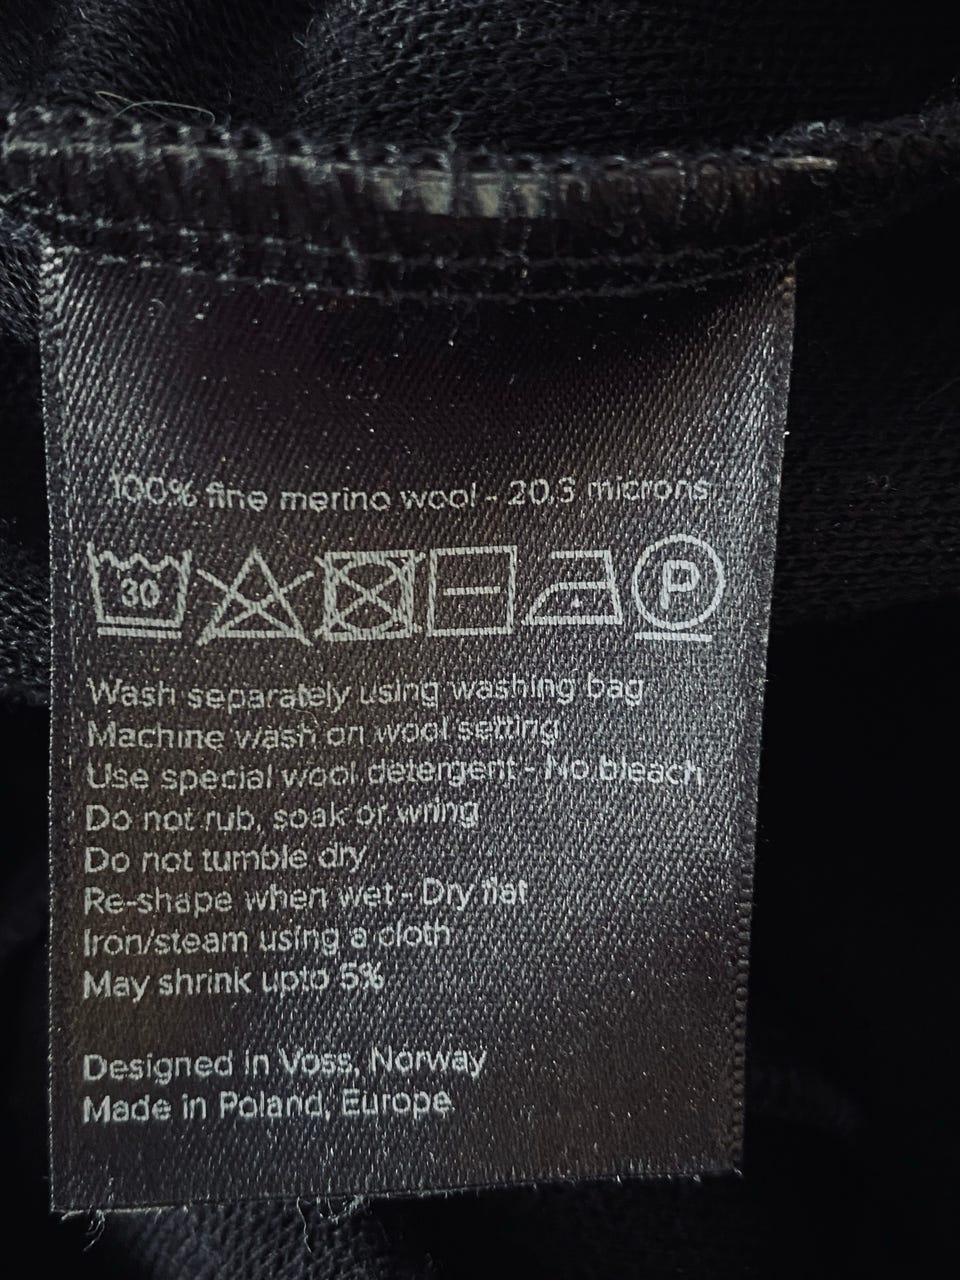 100% fine merino wool - 20.3 microns
30 P
Wash separately using washing bag
Machine wash on wool setting
Use special wool detergent - No bleach
Do not rub, soak or wring
Do not tumble dry
Re-shape when wet - Dry flat
Iron/steam using a cloth
May shrink upto 5%
Designed in Voss, Norway
Made in Poland, Europe